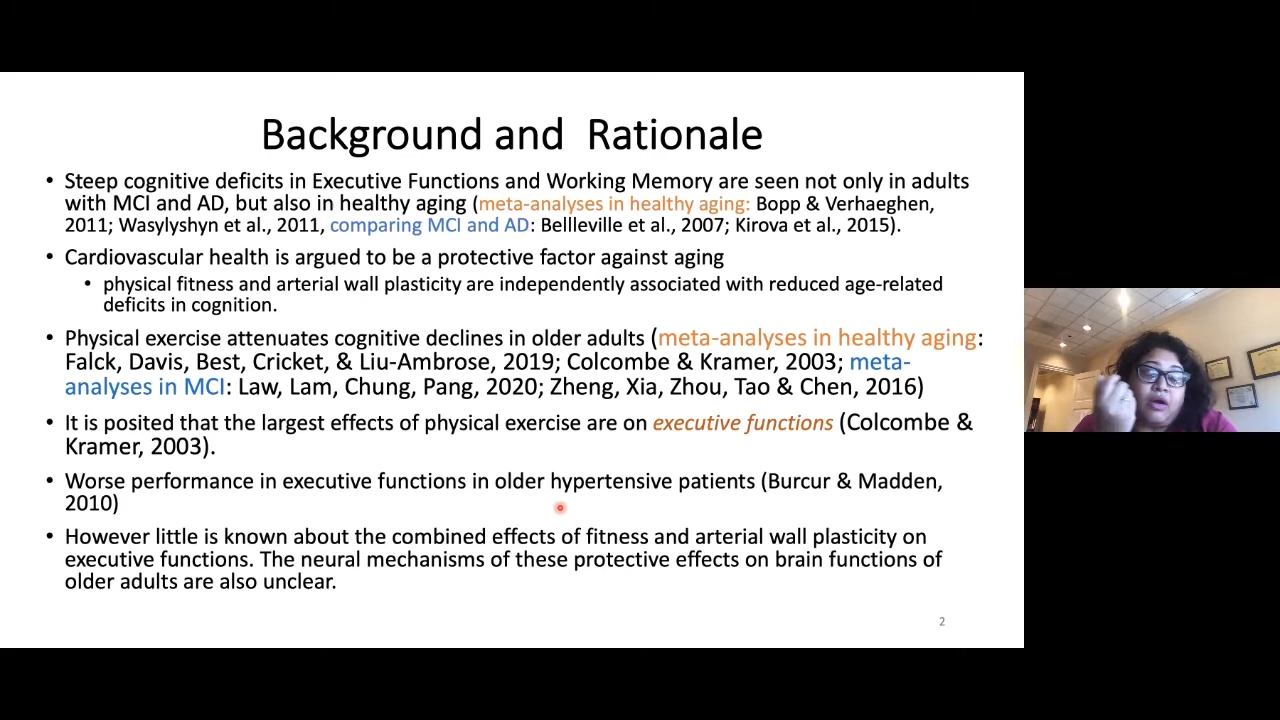 Background and  Rationale
• Steep cognitive deficits in Executive Functions and Working Memory are seen not only in adults
with MCI and AD, but also in healthy aging (meta-analyses in healthy aging: Bopp & Verhaeghen,
2011; Wasylyshyn et al., 2011, comparing MCI and AD: Bellleville et al., 2007; Kirova et al., 2015).
• Cardiovascular health is argued to be a protective factor against aging
• physical fitness and arterial wall plasticity are independently associated with reduced age-related
deficits in cognition.
• Physical exercise attenuates cognitive declines in older adults (meta-analyses in healthy aging:
Falck, Davis, Best, Cricket, & Liu-Ambrose, 2019; Colcombe & Kramer, 2003; meta-
analyses in MCI: Law, Lam, Chung, Pang, 2020; Zheng, Xia, Zhou, Tao & Chen, 2016)
• It is posited that the largest effects of physical exercise are on executive functions (Colcombe &
Kramer, 2003).
• Worse performance in executive functions in older hypertensive patients (Burcur & Madden,
2010)
• However little is known about the combined effects of fitness and arterial wall plasticity on
executive functions. The neural mechanisms of these protective effects on brain functions of
older adults are also unclear.
2